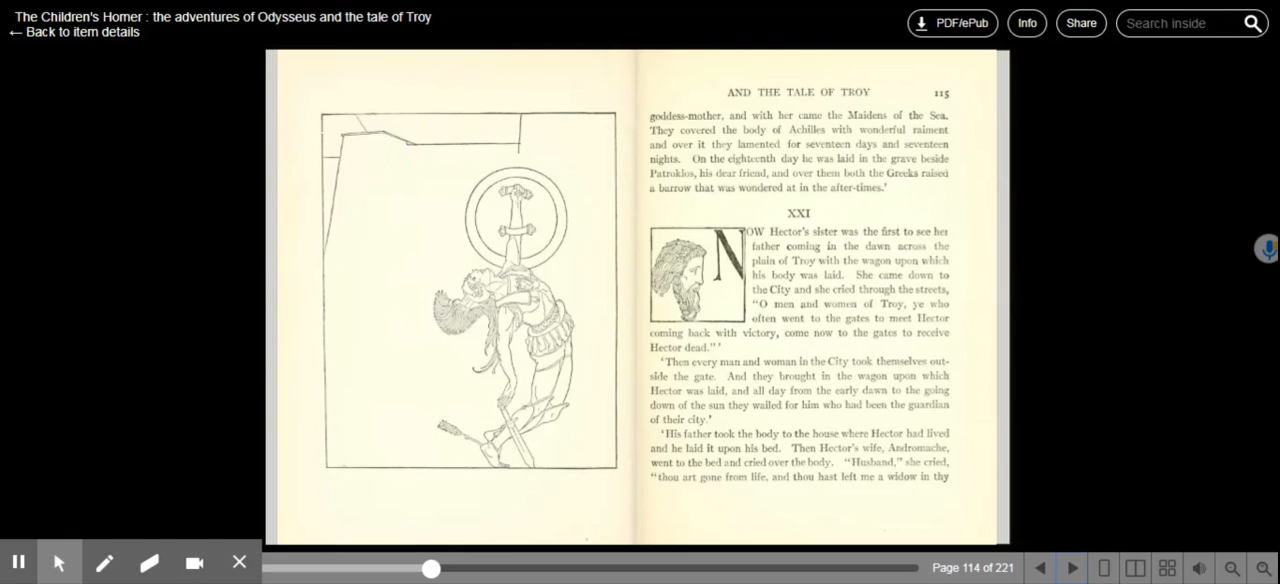 The Children's Homer : the adventures of Odysseus and the tale of Troy
← Back to item details
PDF/ePub
Info
Share
Search inside
AND THE TALE OF TROY 115
goddess-mother, and with her came the Maidens of the Sea.
They covered the body of Achilles with wonderful raiment
and over it they lamented for seventeen days and seventeen
nights. On the eighteenth day he was laid in the grave beside
Patroklos, his dear friend, and over them both the Greeks raised
a barrow that was wondered at in the after-times.'
XXI
NOW Hector's sister was the first to see her
father coming in the dawn across the
plain of Troy with the wagon upon which
his body was laid. She came down to
the City and she cried through the streets,
"O men and women of Troy, ye who
often went to the gates to meet Hector
coming back with victory, come now to the gates to receive
Hector dead."'
'Then every man and woman in the City took themselves out-
side the gate. And they brought in the wagon upon which
Hector was laid, and all day from the early dawn to the going
down of the sun they wailed for him who had been the guardian
of their city.'
'His father took the body to the house where Hector had lived
and he laid it upon his bed. Then Hector's wife, Andromache,
went to the bed and cried over the body. "Husband," she cried,
"thou art gone from life, and thou hast left me a widow in thy
Page 114 of 221